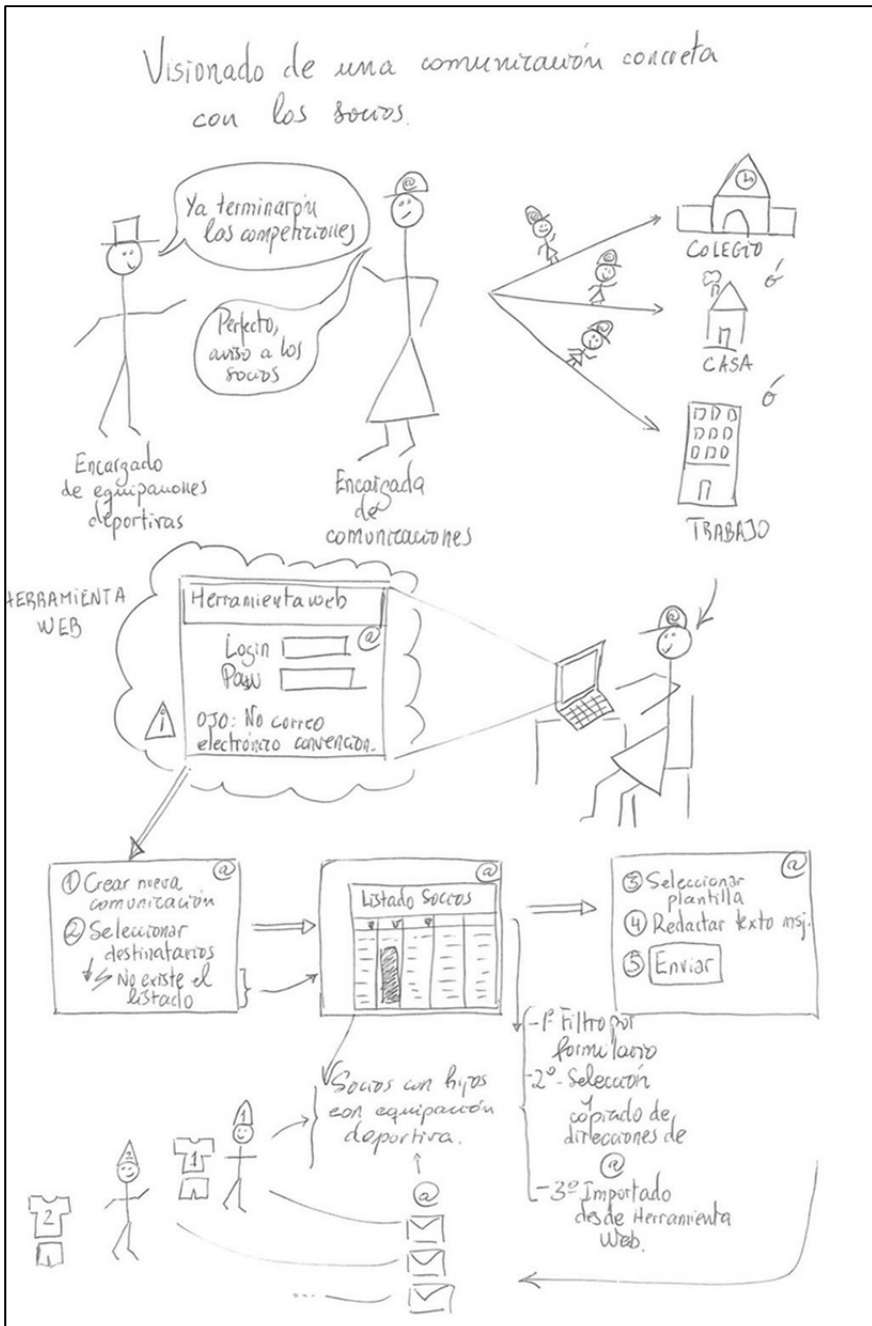 Visionado de una comunicación concreta
con los socios.
Ya terminarón
las competiciones
Perfecto,
aviso a los
socios
Encargado
de equipaciones
deportivas
Encargada
de
comunicaciones
COLEGIO
ó
CASA
ó
TRABAJO
HERRAMIENTA
WEB
Herramienta web
@
Login
Passw
OJO: No correo
electrónico convencion.
i
@
① Crear nueva
comunicación
② Seleccionar
destinatarios
No existe el
listado
@
Listado Socios
@
③ Seleccionar
plantilla
④ Redactar texto msj.
⑤ Enviar
-1º Filtro por
formulario
-2º- Selección
y
copiado de
direcciones de
@
-3º Importado
desde Herramienta
Web.
Socios con hijos
con equipación
deportiva.
1
1
2
2
@
...